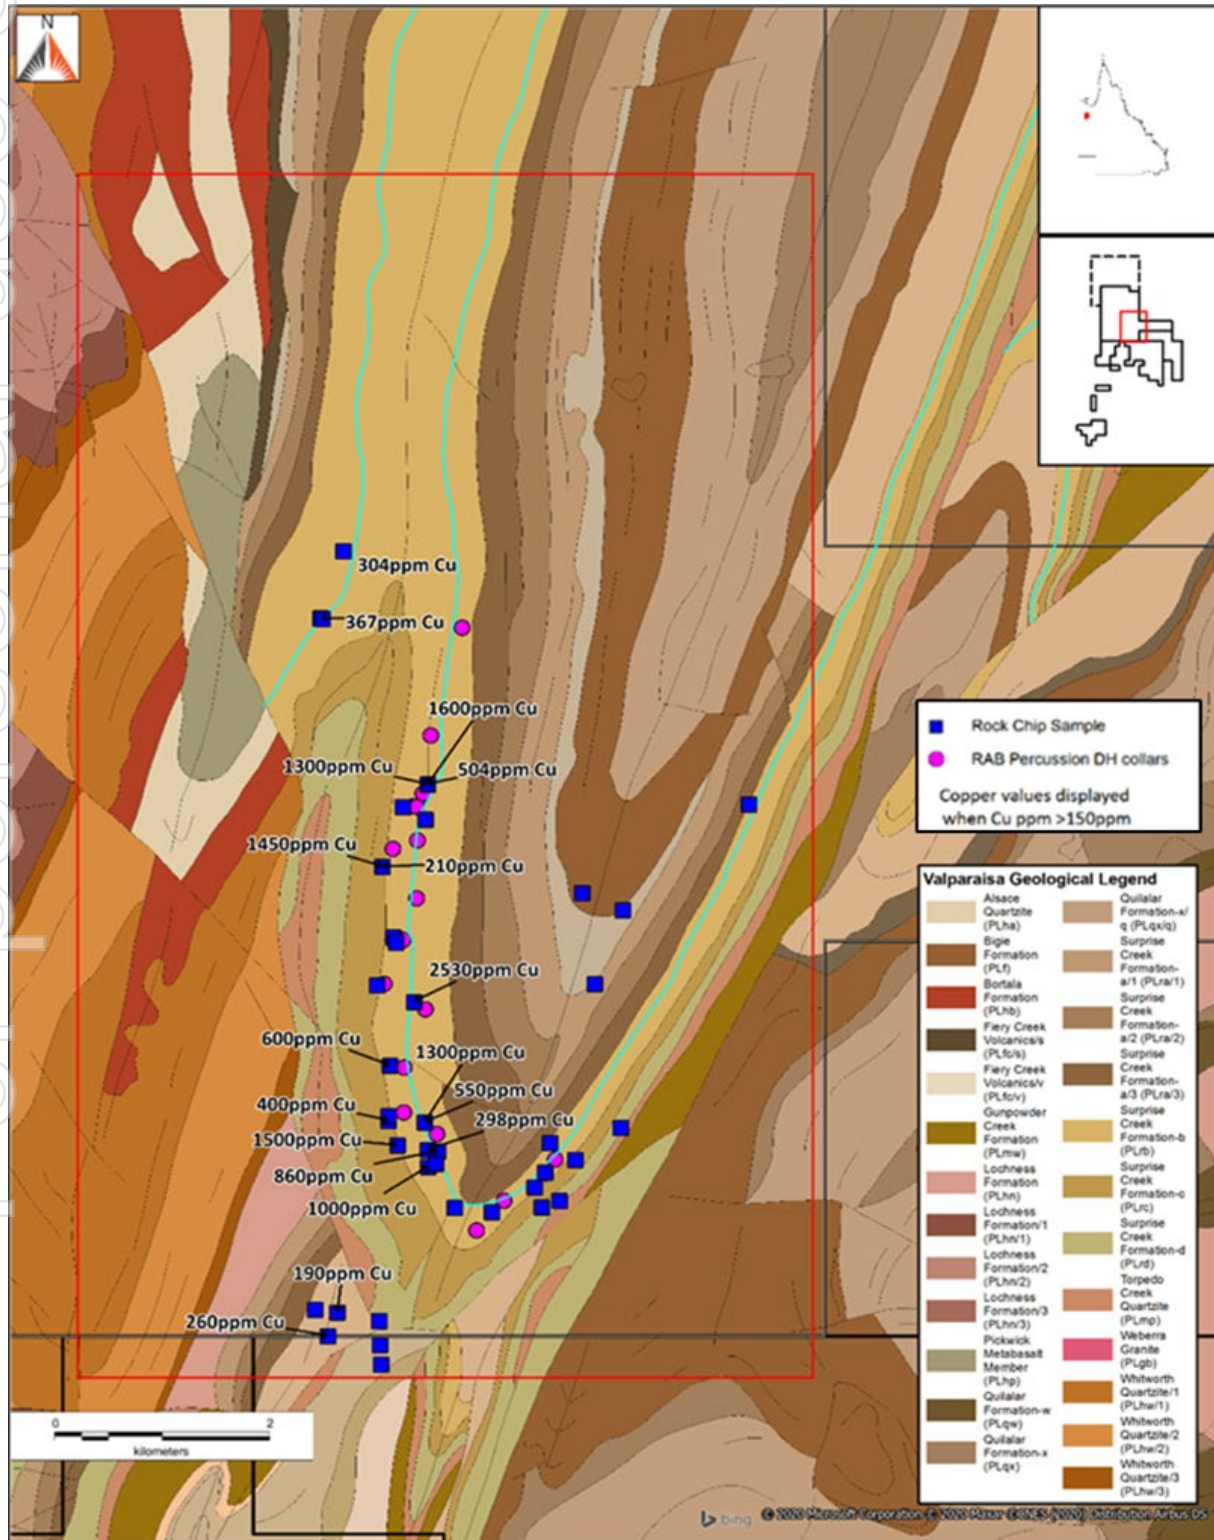 N
304ppm Cu
367ppm Cu
1600ppm Cu
1300ppm Cu
504ppm Cu
1450ppm Cu
210ppm Cu
2530ppm Cu
600ppm Cu
1300ppm Cu
550ppm Cu
400ppm Cu
298ppm Cu
1500ppm Cu
860ppm Cu
1000ppm Cu
190ppm Cu
260ppm Cu
Rock Chip Sample
RAB Percussion DH collars
Copper values displayed
when Cu ppm >150ppm
Valparaisa Geological Legend
Alsace
Quartzite
(PLha)
Bigie
Formation
(PLf)
Bortala
Formation
(PLhb)
Fiery Creek
Volcanics/s
(PLfc/s)
Fiery Creek
Volcanics/v
(PLfc/v)
Gunpowder
Creek
Formation
(PLmw)
Lochness
Formation
(PLhn)
Lochness
Formation/1
(PLhn/1)
Lochness
Formation/2
(PLhn/2)
Lochness
Formation/3
(PLhn/3)
Pickwick
Metabasalt
Member
(PLhp)
Quilalar
Formation-w
(PLqw)
Quilalar
Formation-x
(PLqx)
Quilalar
Formation-x/
q (PLqx/q)
Surprise
Creek
Formation-
a/1 (PLra/1)
Surprise
Creek
Formation-
a/2 (PLra/2)
Surprise
Creek
Formation-
a/3 (PLra/3)
Surprise
Creek
Formation-b
(PLrb)
Surprise
Creek
Formation-c
(PLrc)
Surprise
Creek
Formation-d
(PLrd)
Torpedo
Creek
Quartzite
(PLmp)
Weberra
Granite
(PLgb)
Whitworth
Quartzite/1
(PLhw/1)
Whitworth
Quartzite/2
(PLhw/2)
Whitworth
Quartzite/3
(PLhw/3)
0 2
kilometers
bing © 2020 Microsoft Corporation © 2020 Maxar ©CNES (2020) Distribution Airbus DS